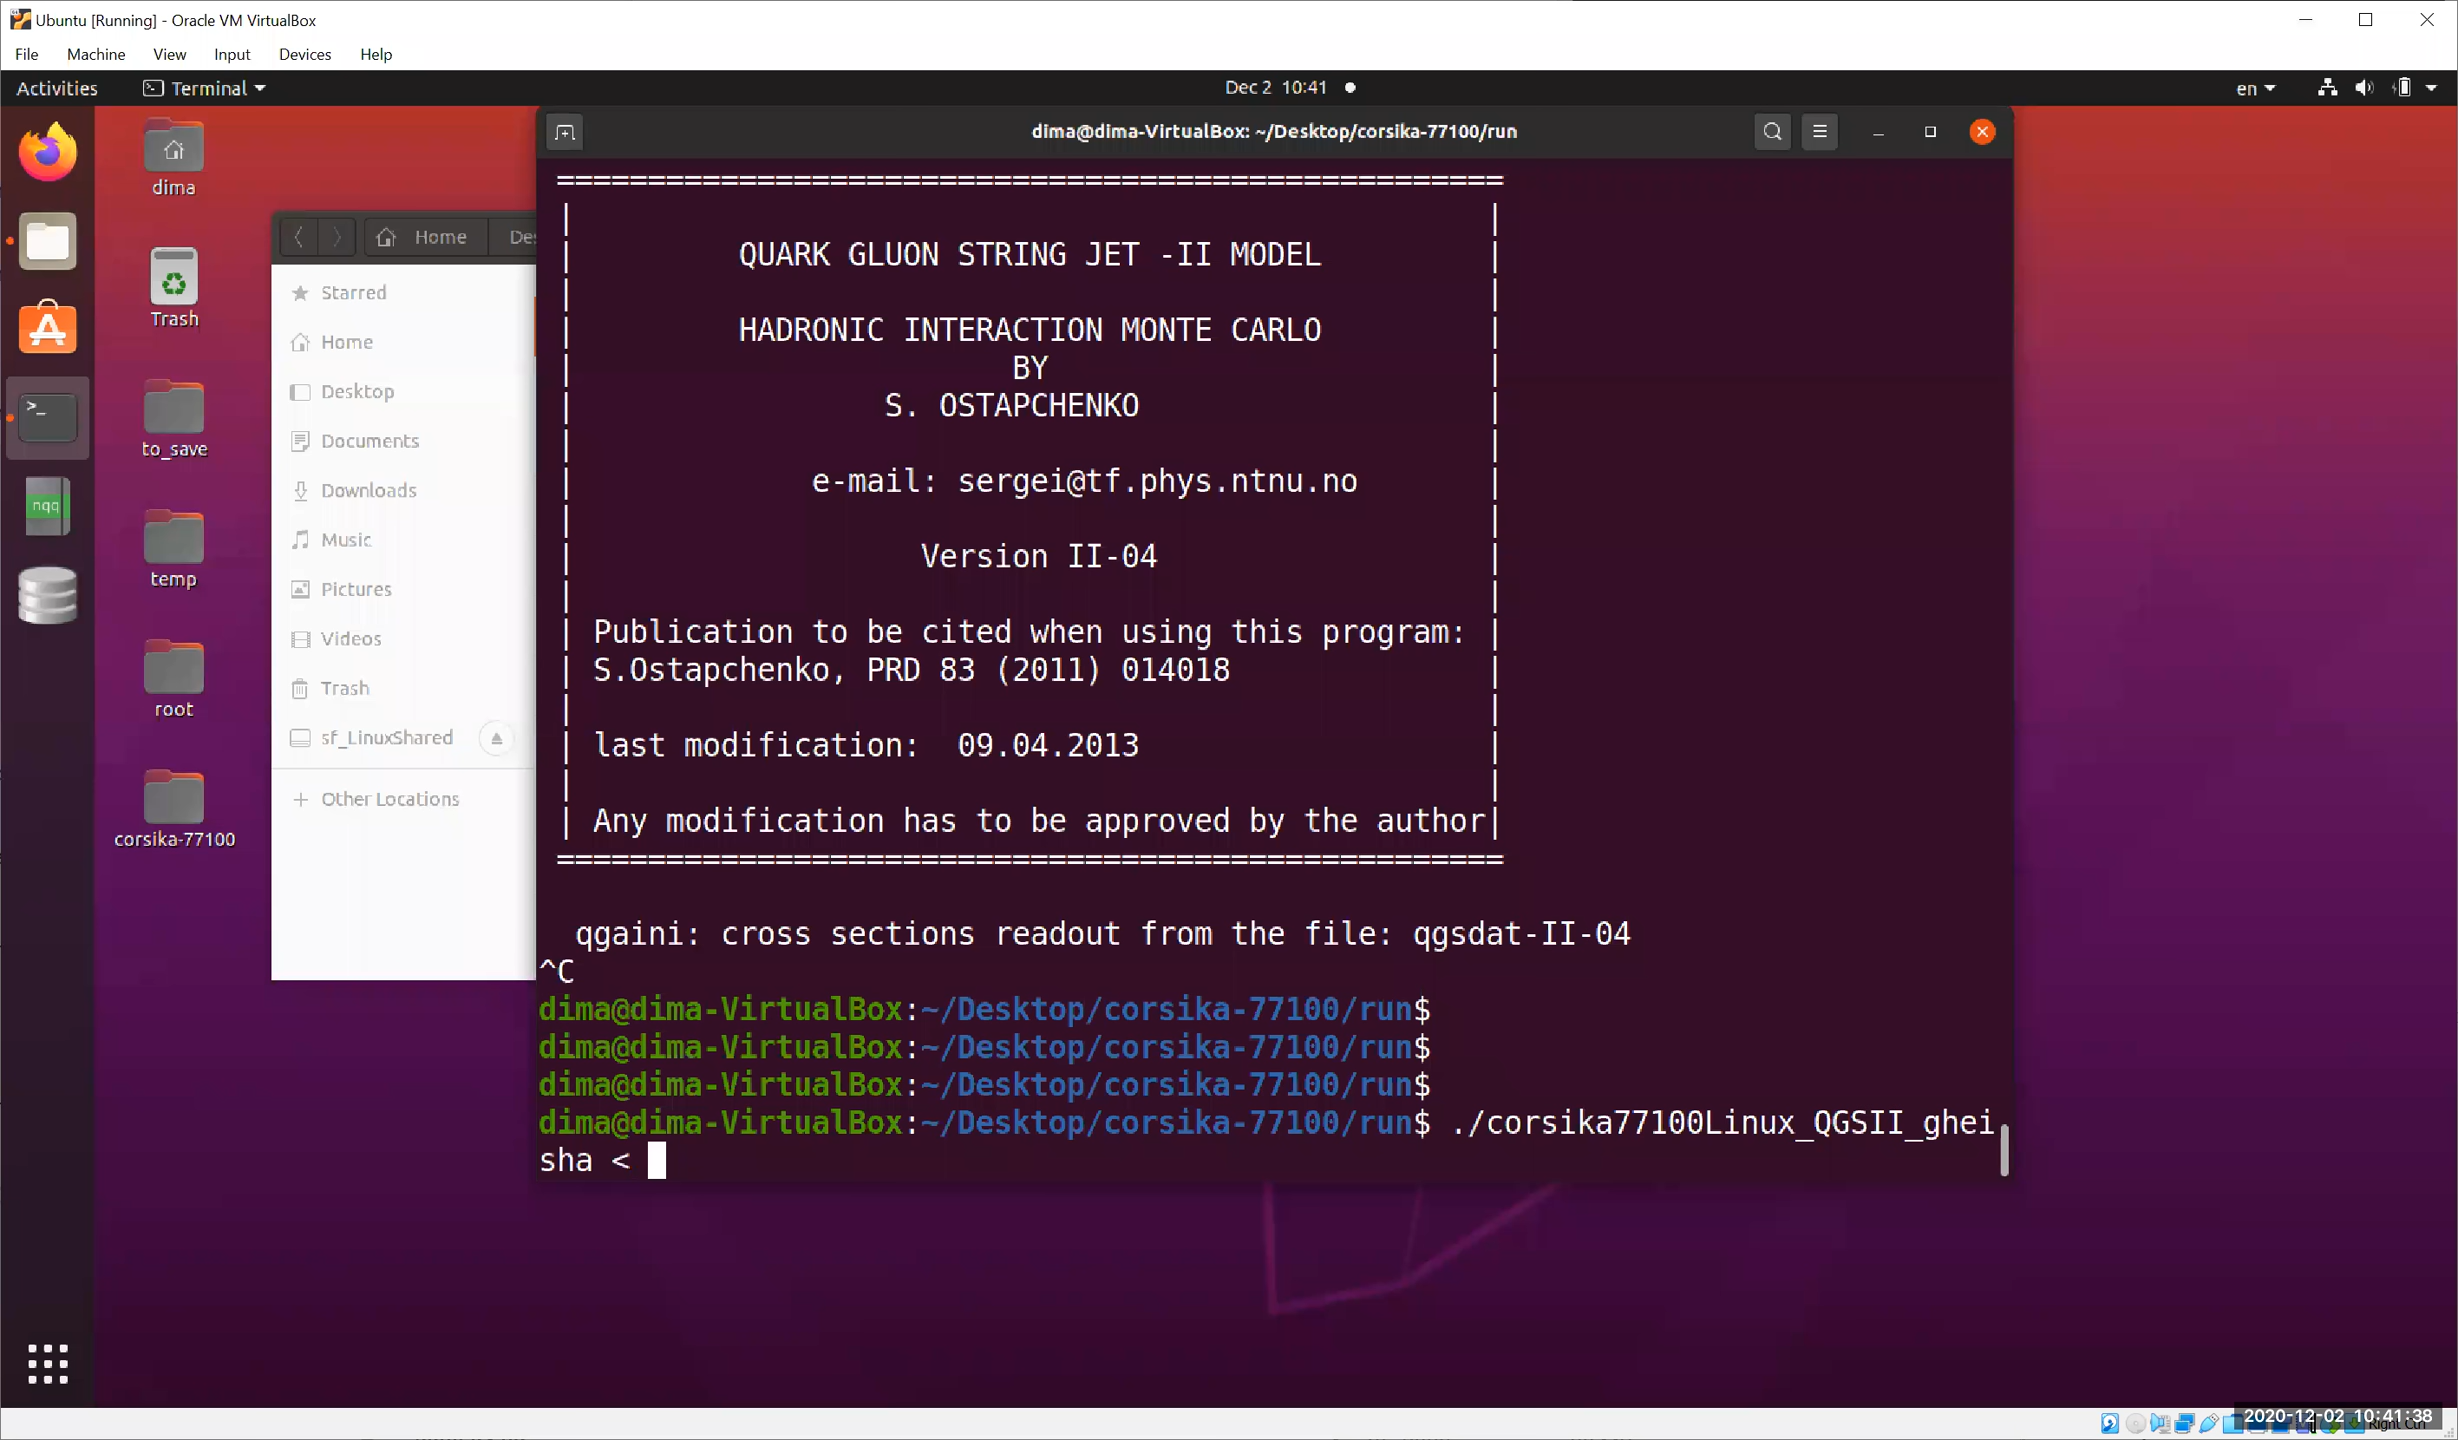 Ubuntu [Running] - Oracle VM VirtualBox
File Machine View Input Devices Help
Activities Terminal Dec 2 10:41 en
dima@dima-VirtualBox: ~/Desktop/corsika-77100/run
dima
Trash
to_save
temp
root
corsika-77100
nqq
Home
Starred
Home
Desktop
Documents
Downloads
Music
Pictures
Videos
Trash
sf_LinuxShared
+ Other Locations
====================================================
| |
| QUARK GLUON STRING JET -II MODEL |
| |
| HADRONIC INTERACTION MONTE CARLO |
| BY |
| S. OSTAPCHENKO |
| |
| e-mail: sergei@tf.phys.ntnu.no |
| |
| Version II-04 |
| |
| Publication to be cited when using this program: |
| S.Ostapchenko, PRD 83 (2011) 014018 |
| |
| last modification: 09.04.2013 |
| |
| Any modification has to be approved by the author|
====================================================
qgaini: cross sections readout from the file: qgsdat-II-04
^C
dima@dima-VirtualBox:~/Desktop/corsika-77100/run$
dima@dima-VirtualBox:~/Desktop/corsika-77100/run$
dima@dima-VirtualBox:~/Desktop/corsika-77100/run$
dima@dima-VirtualBox:~/Desktop/corsika-77100/run$ ./corsika77100Linux_QGSII_ghei
sha <
2020-12-02 10:41:38
Right Ctrl